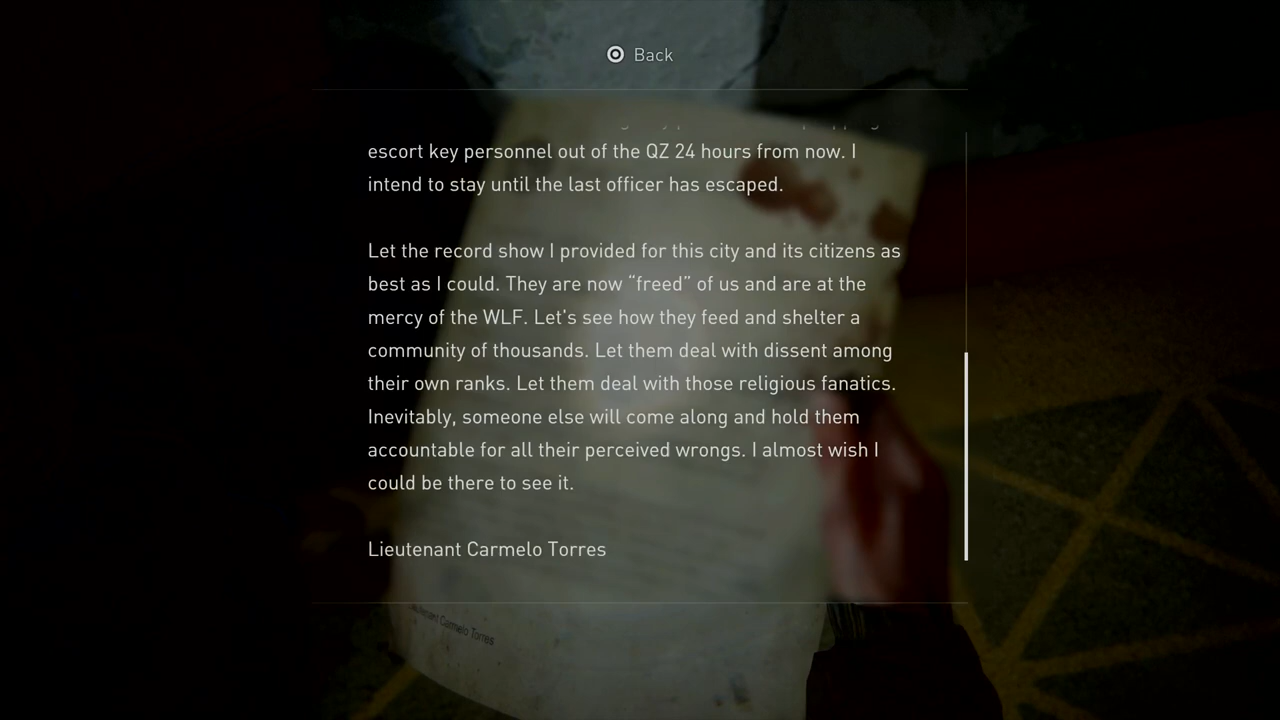 Back
escort key personnel out of the QZ 24 hours from now. I
intend to stay until the last officer has escaped.
Let the record show I provided for this city and its citizens as
best as I could. They are now “freed” of us and are at the
mercy of the WLF. Let's see how they feed and shelter a
community of thousands. Let them deal with dissent among
their own ranks. Let them deal with those religious fanatics.
Inevitably, someone else will come along and hold them
accountable for all their perceived wrongs. I almost wish I
could be there to see it.
Lieutenant Carmelo Torres
Lieutenant Carmelo Torres